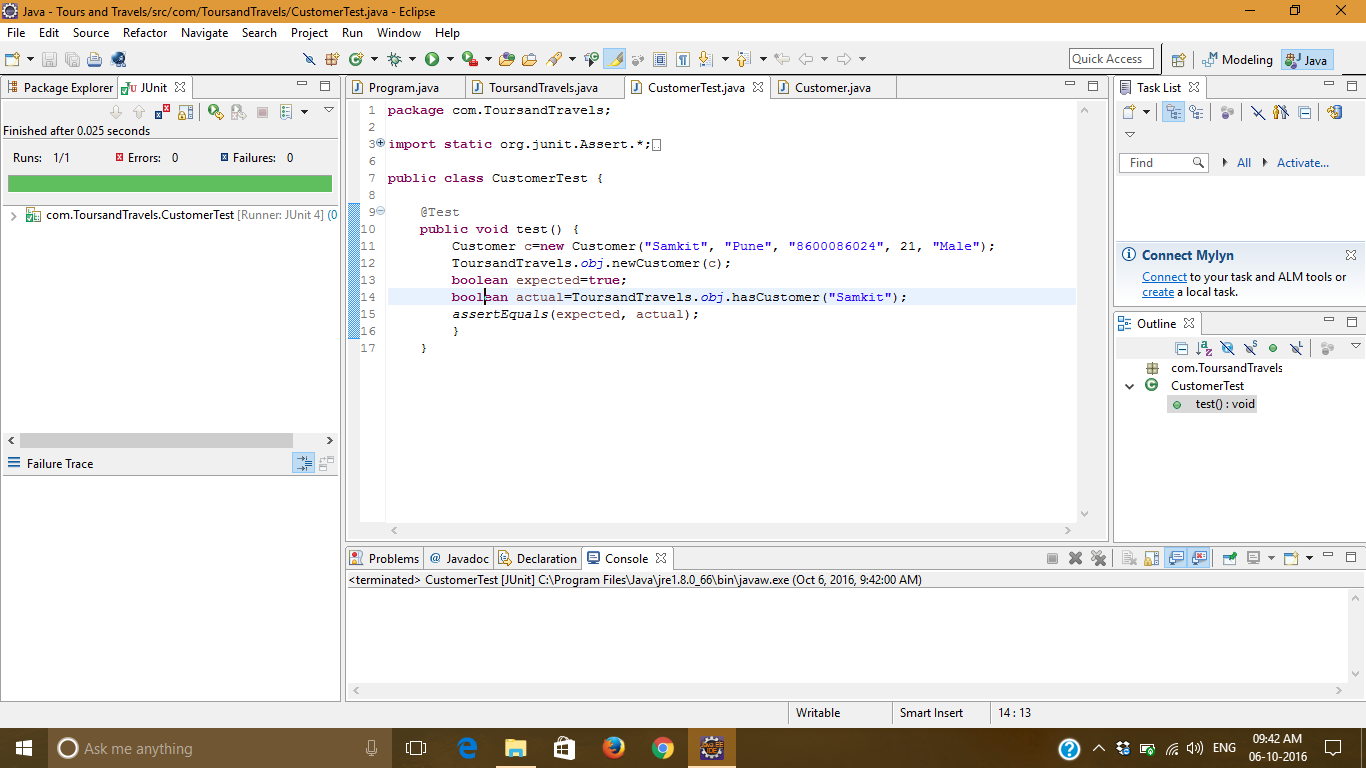 Java - Tours and Travels/src/com/ToursandTravels/CustomerTest.java - Eclipse
File Edit Source Refactor Navigate Search Project Run Window Help
Quick Access
Modeling
Java
Package Explorer
JUnit
Finished after 0.025 seconds
Runs: 1/1
Errors: 0
Failures: 0
com.ToursandTravels.CustomerTest [Runner: JUnit 4] (0
Failure Trace
Program.java
ToursandTravels.java
CustomerTest.java
Customer.java
1 package com.ToursandTravels;
2
3 import static org.junit.Assert.*;
6
7 public class CustomerTest {
8
9 @Test
10 public void test() {
11 Customer c=new Customer("Samkit", "Pune", "8600086024", 21, "Male");
12 ToursandTravels.obj.newCustomer(c);
13 boolean expected=true;
14 boolean actual=ToursandTravels.obj.hasCustomer("Samkit");
15 assertEquals(expected, actual);
16 }
17 }
Task List
Find
All
Activate...
Connect Mylyn
Connect to your task and ALM tools or
create a local task.
Outline
com.ToursandTravels
CustomerTest
test() : void
Problems
@ Javadoc
Declaration
Console
<terminated> CustomerTest [JUnit] C:\Program Files\Java\jre1.8.0_66\bin\javaw.exe (Oct 6, 2016, 9:42:00 AM)
Writable
Smart Insert
14 : 13
Ask me anything
ENG
09:42 AM
06-10-2016